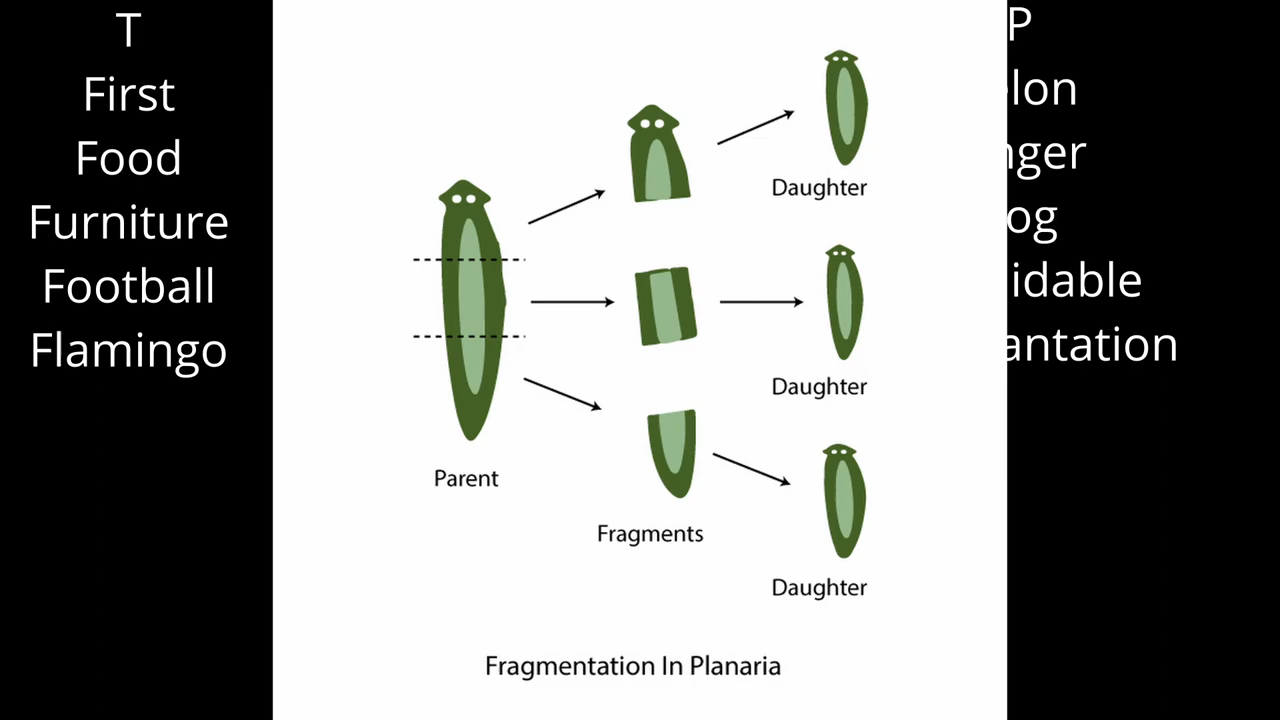 T
First
Food
Furniture
Football
Flamingo
Daughter
Daughter
Parent
Fragments
Daughter
Fragmentation In Planaria
P